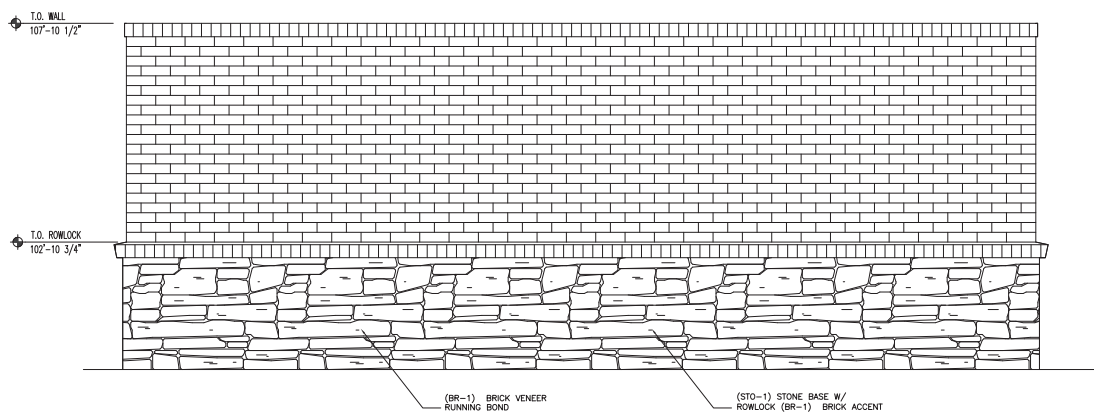 T.O. WALL
107'-10 1/2"
T.O. ROWLOCK
102'-10 3/4"
(BR-1) BRICK VENEER
RUNNING BOND
(STO-1) STONE BASE W/
ROWLOCK (BR-1) BRICK ACCENT